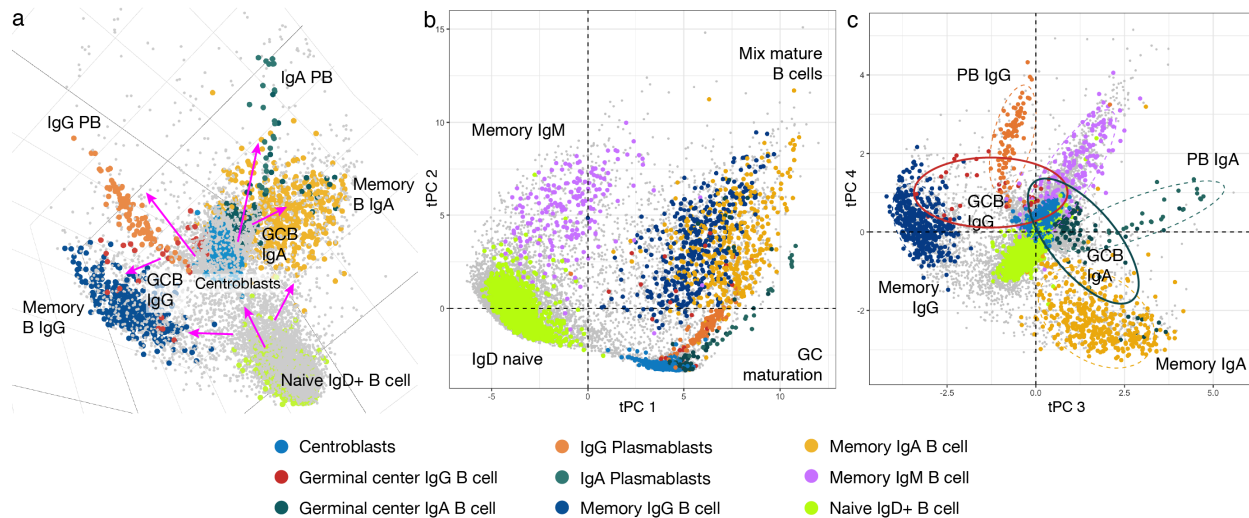 a
IgA PB
IgG PB
Memory
B IgA
GCB
IgA
Centroblasts
GCB
IgG
Memory
B IgG
Naive IgD+ B cell
b
15
10
5
0
tPC 2
Mix mature
B cells
Memory IgM
IgD naive
GC
maturation
-5
0
5
10
tPC 1
c
4
2
0
-2
tPC 4
PB IgG
PB IgA
GCB
IgG
GCB
IgA
Memory
IgG
Memory IgA
-2.5
0.0
2.5
5.0
tPC 3
Centroblasts
IgG Plasmablasts
Memory IgA B cell
Germinal center IgG B cell
IgA Plasmablasts
Memory IgM B cell
Germinal center IgA B cell
Memory IgG B cell
Naive IgD+ B cell